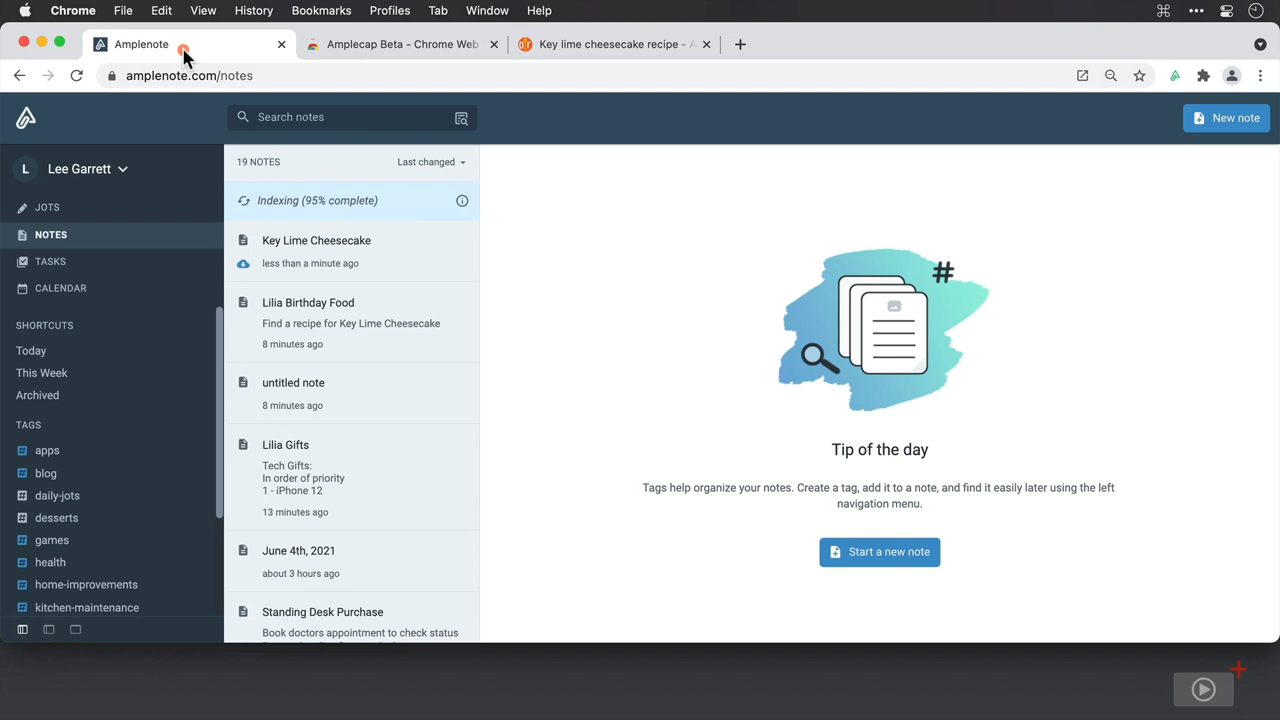 Chrome File Edit View History Bookmarks Profiles Tab Window Help
Amplenote
Amplecap Beta - Chrome Web
Key lime cheesecake recipe -
amplenote.com/notes
Search notes
New note
L Lee Garrett
JOTS
NOTES
TASKS
CALENDAR
SHORTCUTS
Today
This Week
Archived
TAGS
apps
blog
daily-jots
desserts
games
health
home-improvements
kitchen-maintenance
19 NOTES Last changed
Indexing (95% complete)
Key Lime Cheesecake
less than a minute ago
Lilia Birthday Food
Find a recipe for Key Lime Cheesecake
8 minutes ago
untitled note
8 minutes ago
Lilia Gifts
Tech Gifts:
In order of priority
1 - iPhone 12
13 minutes ago
June 4th, 2021
about 3 hours ago
Standing Desk Purchase
Book doctors appointment to check status
#
Tip of the day
Tags help organize your notes. Create a tag, add it to a note, and find it easily later using the left
navigation menu.
Start a new note